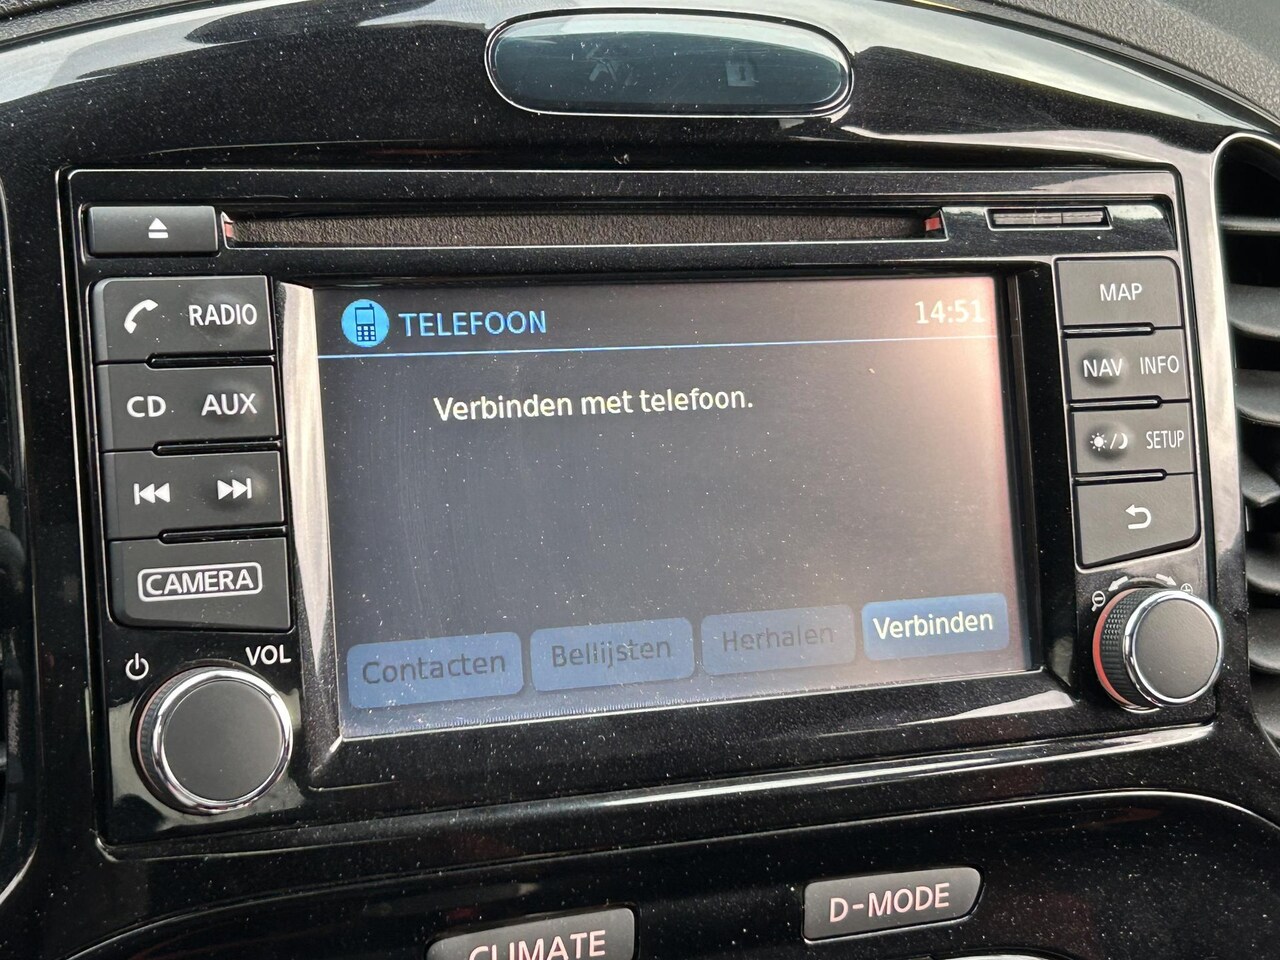 RADIO
CD AUX
CAMERA
VOL
TELEFOON 14:51
Verbinden met telefoon.
Contacten Bellijsten Herhalen Verbinden
MAP
NAV INFO
SETUP
CLIMATE
D-MODE